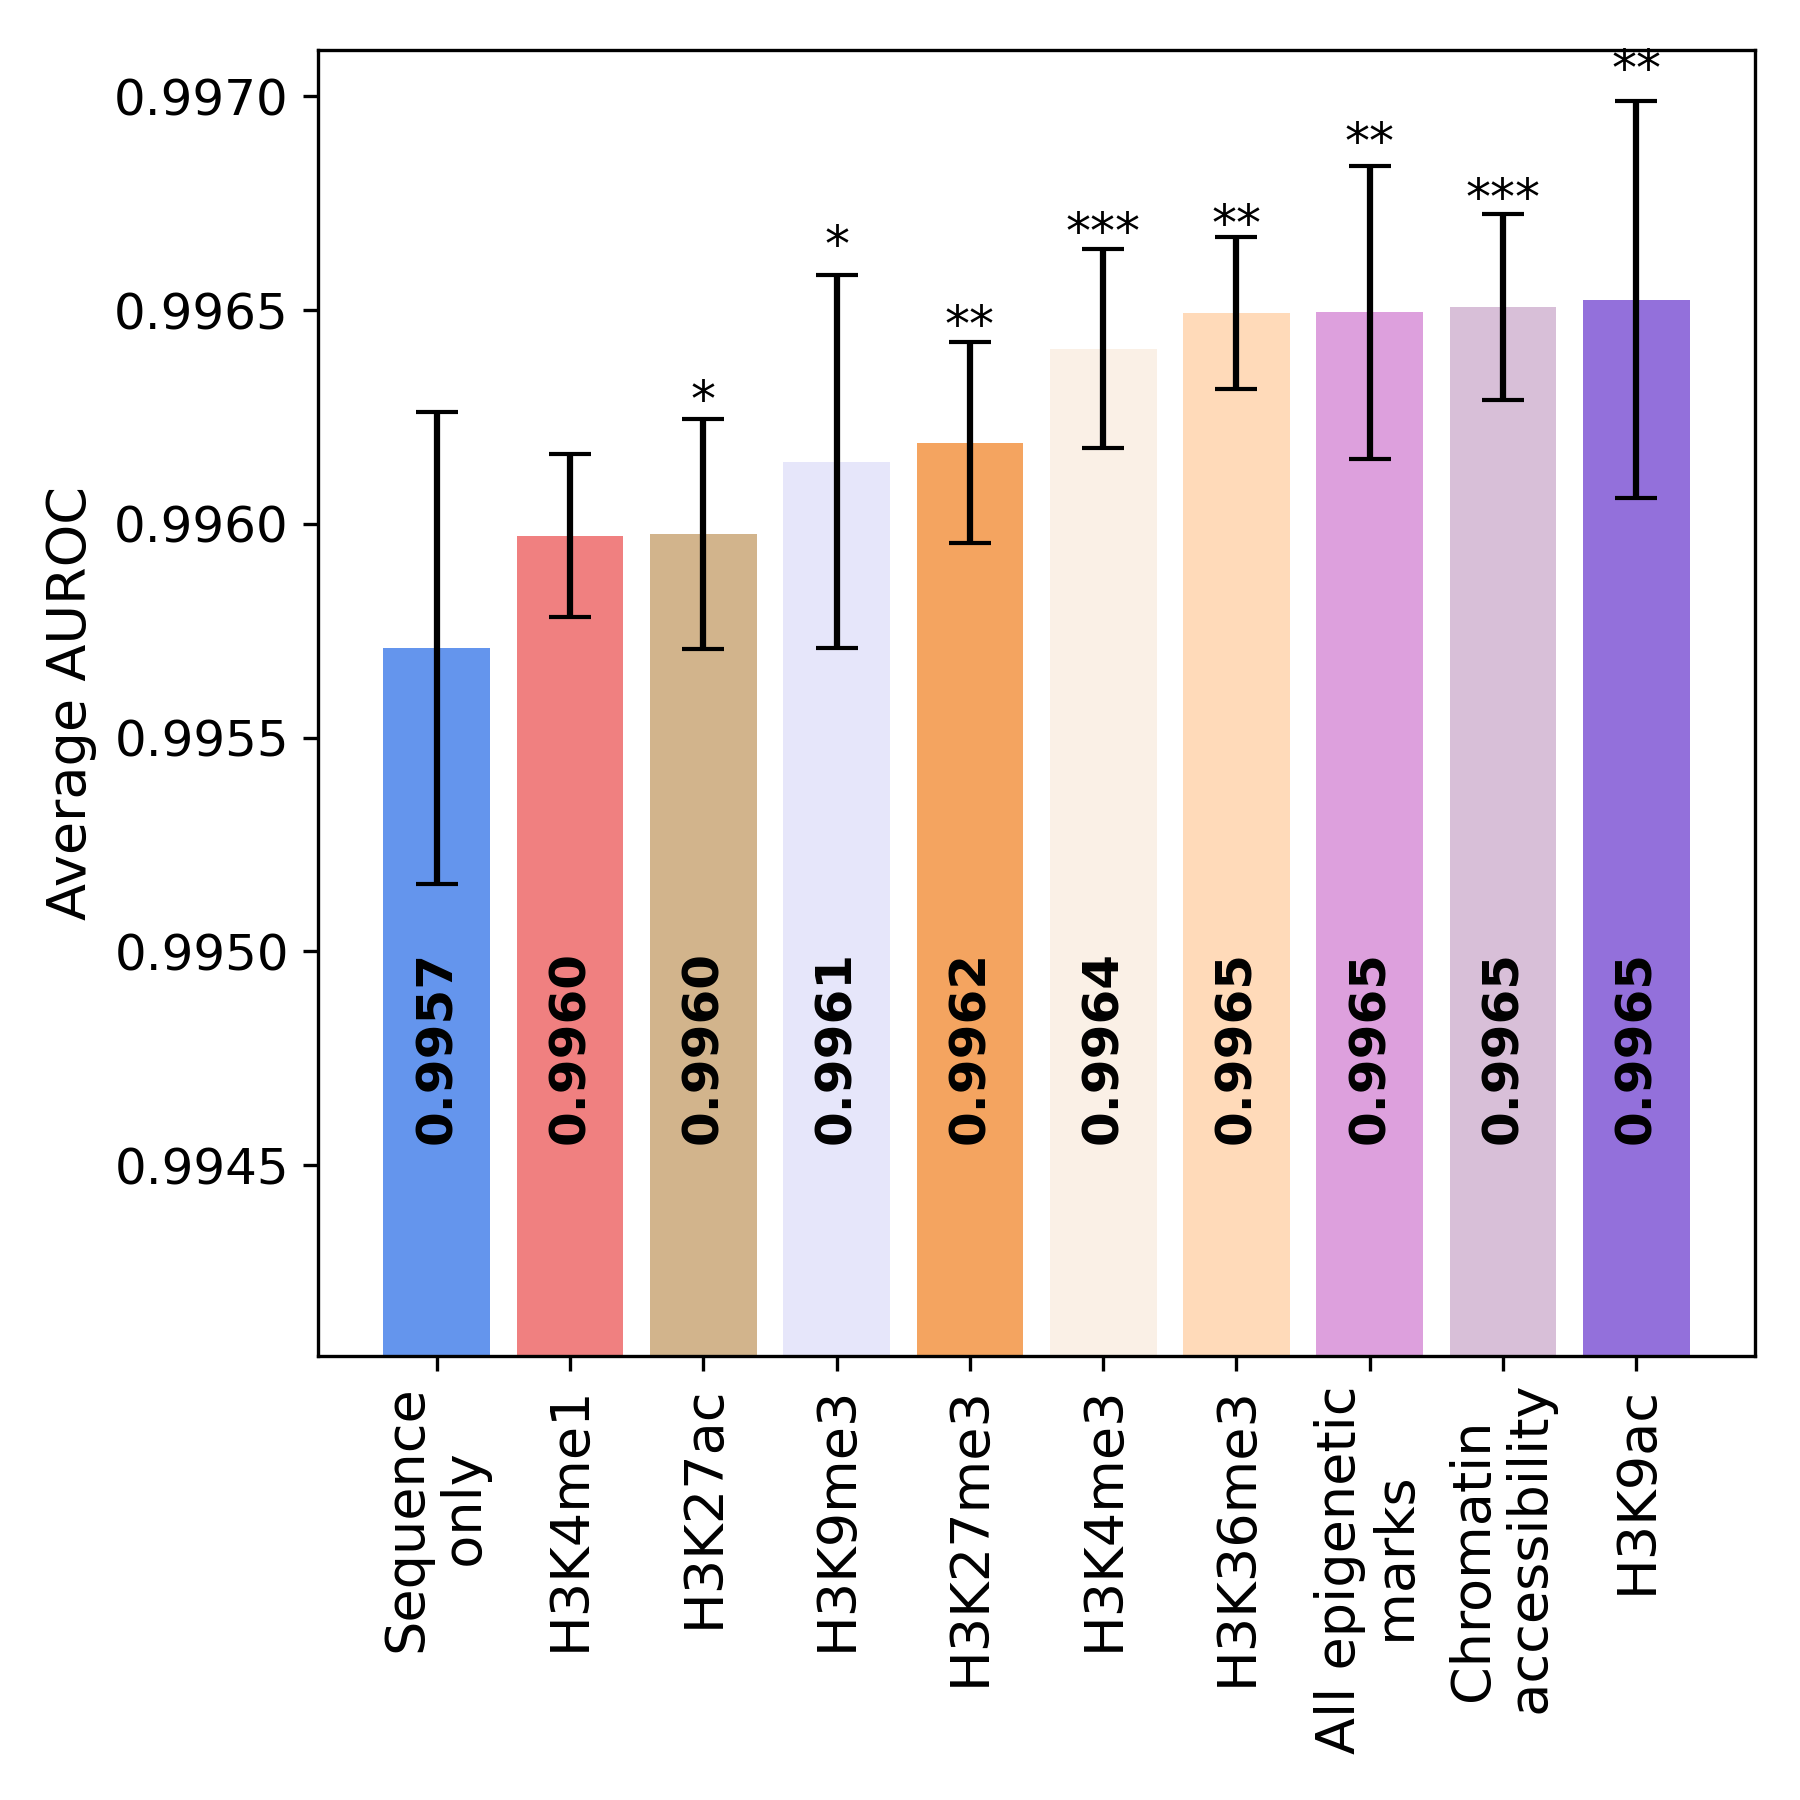 0.9970
0.9965
0.9960
0.9955
0.9950
0.9945
Average AUROC
*
*
**
***
**
**
***
**
0.9957
0.9960
0.9960
0.9961
0.9962
0.9964
0.9965
0.9965
0.9965
0.9965
Sequence
only
H3K4me1
H3K27ac
H3K9me3
H3K27me3
H3K4me3
H3K36me3
All epigenetic
marks
Chromatin
accessibility
H3K9ac